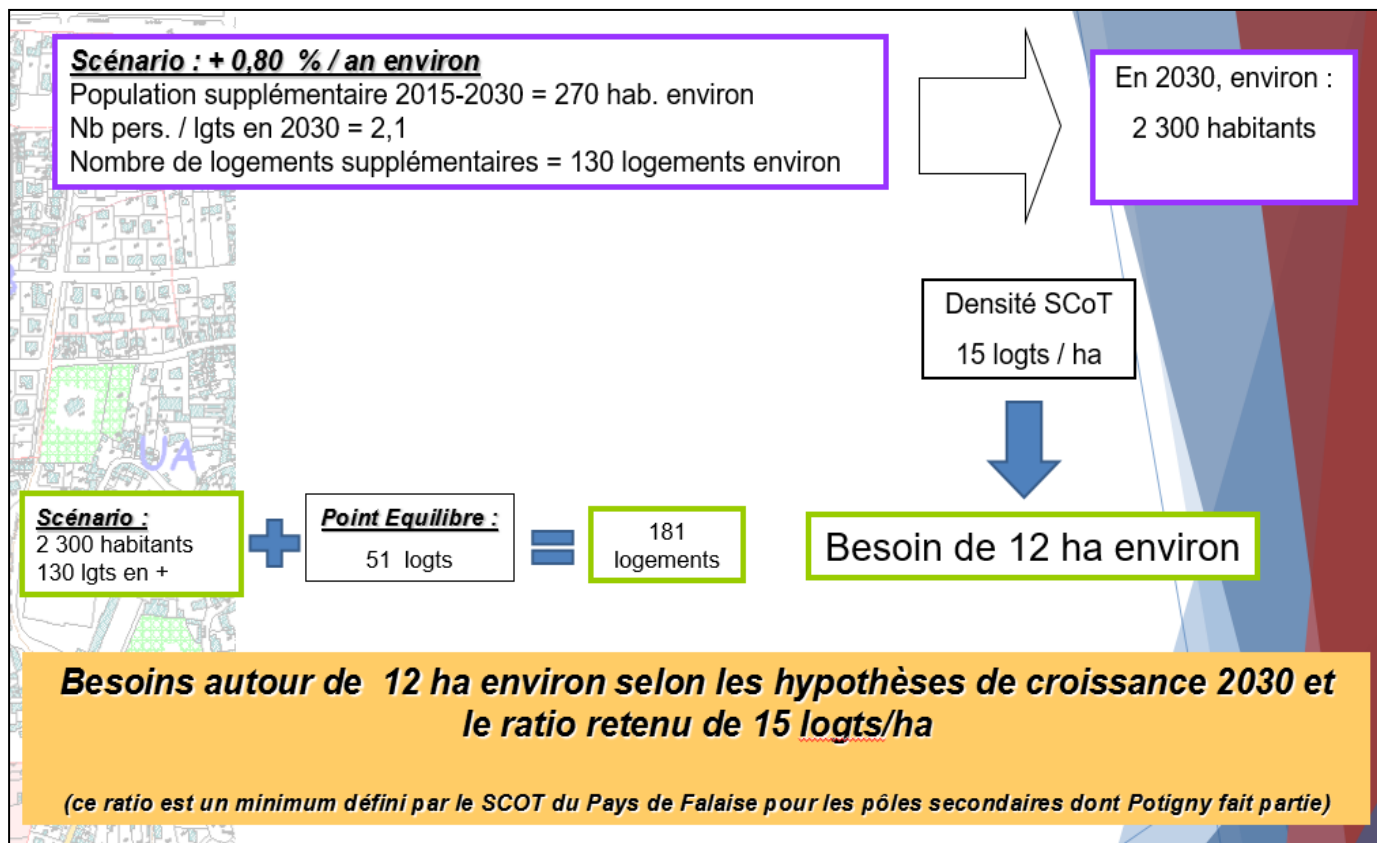 Scénario : + 0,80 % / an environ
Population supplémentaire 2015-2030 = 270 hab. environ
Nb pers. / lgts en 2030 = 2,1
Nombre de logements supplémentaires = 130 logements environ
En 2030, environ :
2 300 habitants
Densité SCoT
15 logts / ha
UA
Scénario :
2 300 habitants
130 lgts en +
Point Equilibre :
51 logts
181
logements
Besoin de 12 ha environ
Besoins autour de 12 ha environ selon les hypothèses de croissance 2030 et
le ratio retenu de 15 logts/ha
(ce ratio est un minimum défini par le SCOT du Pays de Falaise pour les pôles secondaires dont Potigny fait partie)